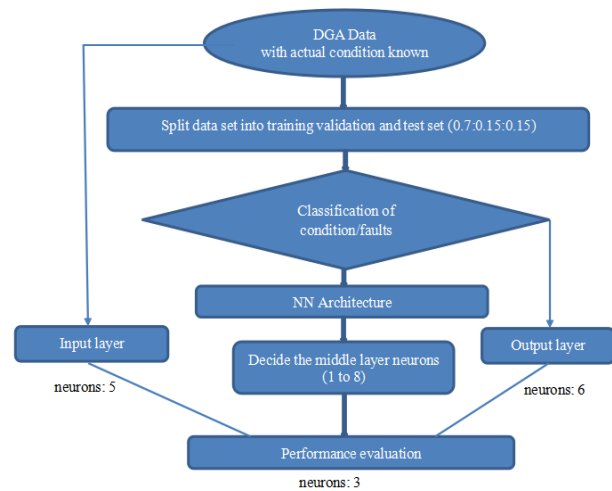 DGA Data
with actual condition known
Split data set into training validation and test set (0.7:0.15:0.15)
Classification of
condition/faults
NN Architecture
Input layer
neurons: 5
Decide the middle layer neurons
(1 to 8)
Output layer
neurons: 6
Performance evaluation
neurons: 3